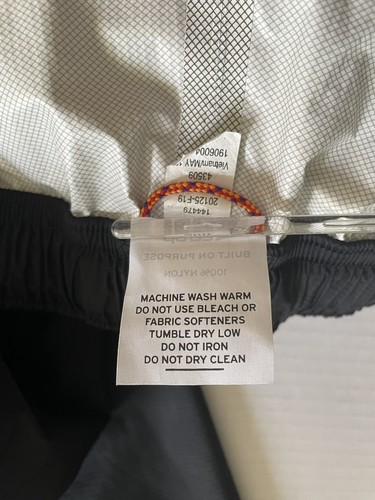 1906004
Vietnam/MAY
43509
20125-F19
144479
BUILT ON PURPOSE
100% NYLON
MACHINE WASH WARM
DO NOT USE BLEACH OR
FABRIC SOFTENERS
TUMBLE DRY LOW
DO NOT IRON
DO NOT DRY CLEAN